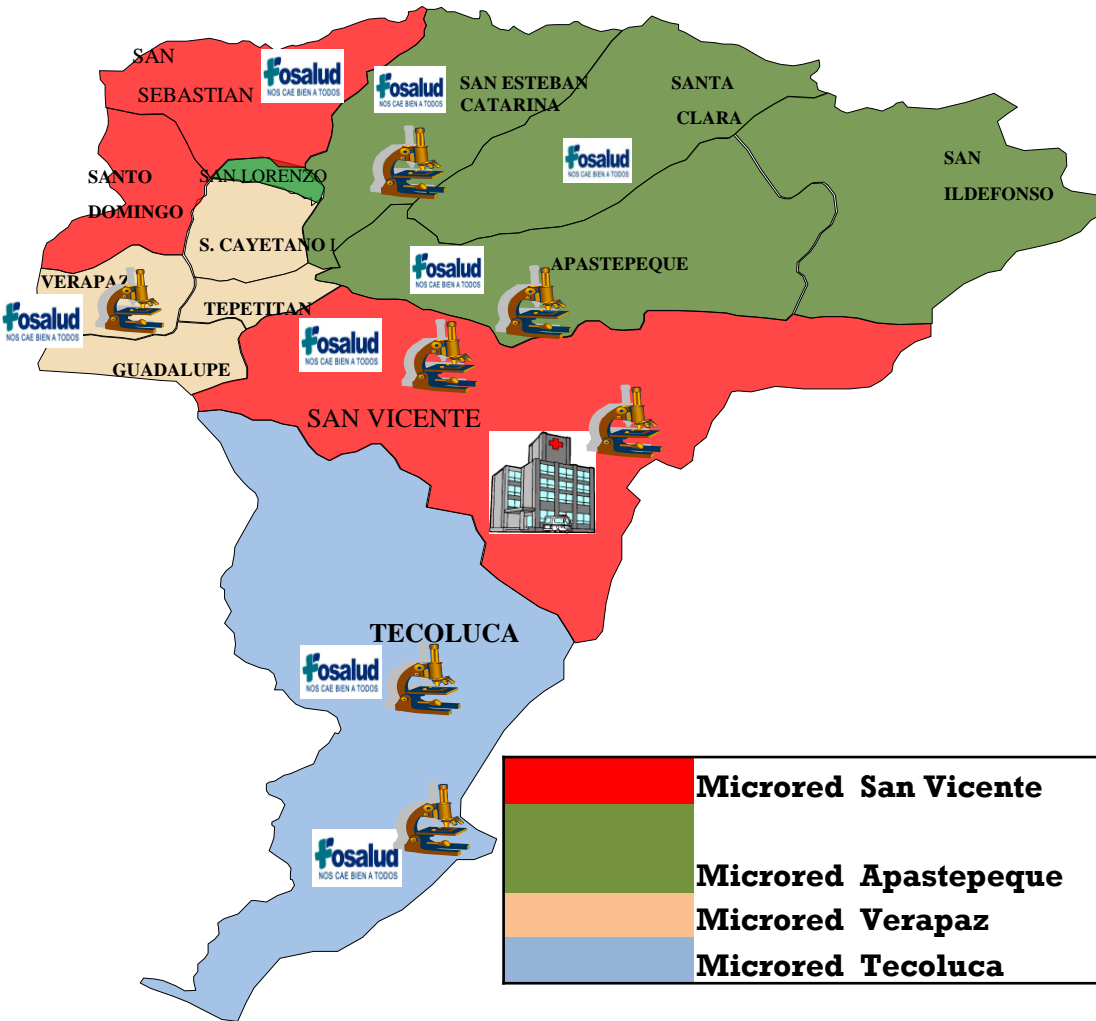 SAN
SEBASTIAN
fosalud
NOS CAE BIEN A TODOS
fosalud
NOS CAE BIEN A TODOS
SAN ESTEBAN
CATARINA
SANTA
CLARA
fosalud
NOS CAE BIEN A TODOS
SAN
ILDEFONSO
SANTO
DOMINGO
SAN LORENZO
S. CAYETANO I
fosalud
NOS CAE BIEN A TODOS
APASTEPEQUE
VERAPAZ
fosalud
NOS CAE BIEN A TODOS
TEPETITAN
fosalud
NOS CAE BIEN A TODOS
GUADALUPE
SAN VICENTE
TECOLUCA
fosalud
NOS CAE BIEN A TODOS
fosalud
NOS CAE BIEN A TODOS
Microred San Vicente
Microred Apastepeque
Microred Verapaz
Microred Tecoluca